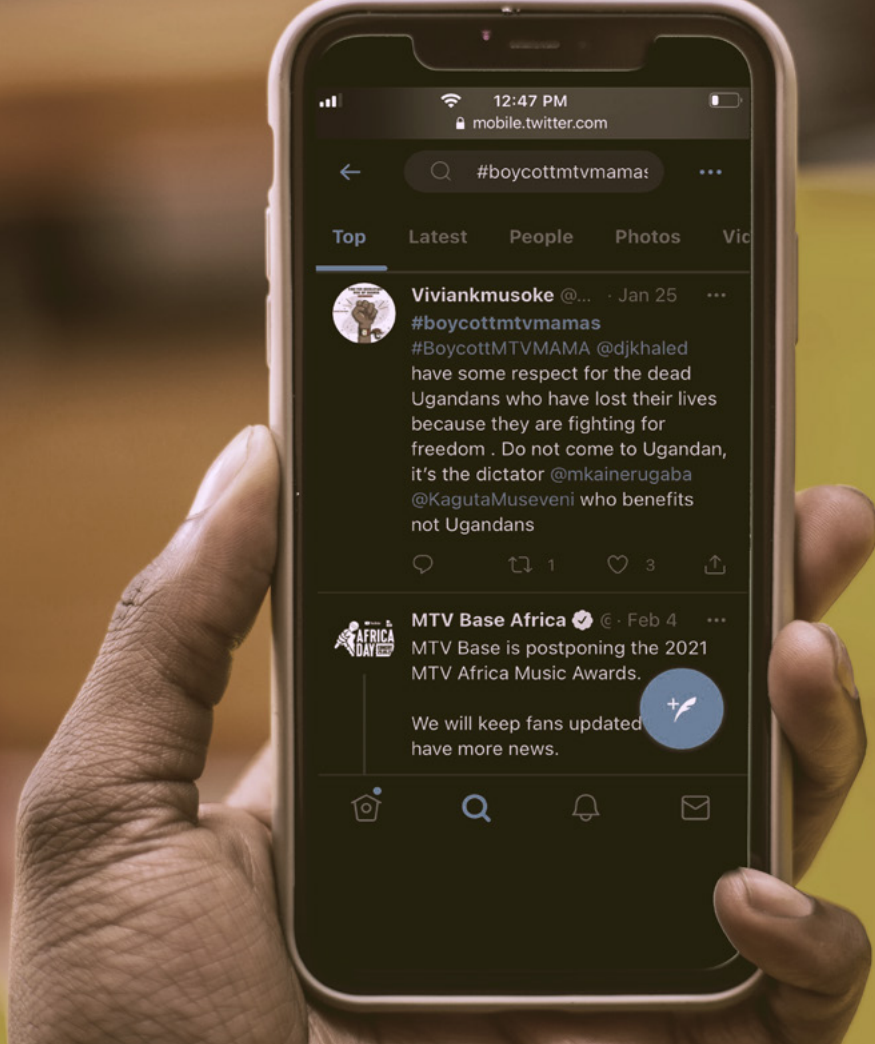 12:47 PM
mobile.twitter.com
#boycottmtvmamas
Top Latest People Photos Vid
Viviankmusoke @... · Jan 25
#boycottmtvmamas
#BoycottMTVMAMA @djkhaled
have some respect for the dead
Ugandans who have lost their lives
because they are fighting for
freedom . Do not come to Ugandan,
it's the dictator @mkainerugaba
@KagutaMuseveni who benefits
not Ugandans
1 3
MTV Base Africa @ · Feb 4
AFRICA
DAY
MTV Base is postponing the 2021
MTV Africa Music Awards.
We will keep fans updated
have more news.